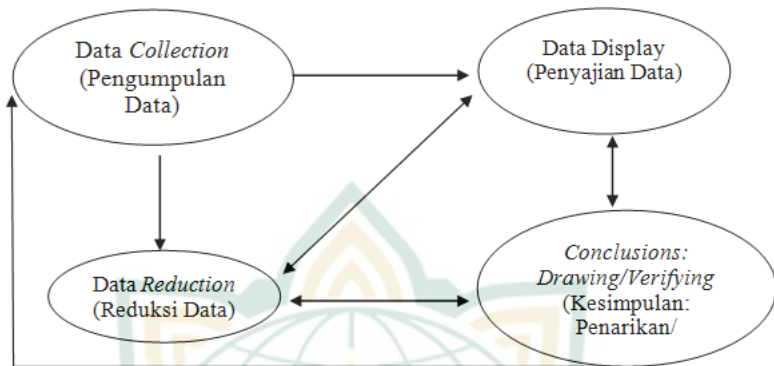 Data Collection
(Pengumpulan
Data)
Data Display
(Penyajian Data)
Data Reduction
(Reduksi Data)
Conclusions:
Drawing/Verifying
(Kesimpulan:
Penarikan/